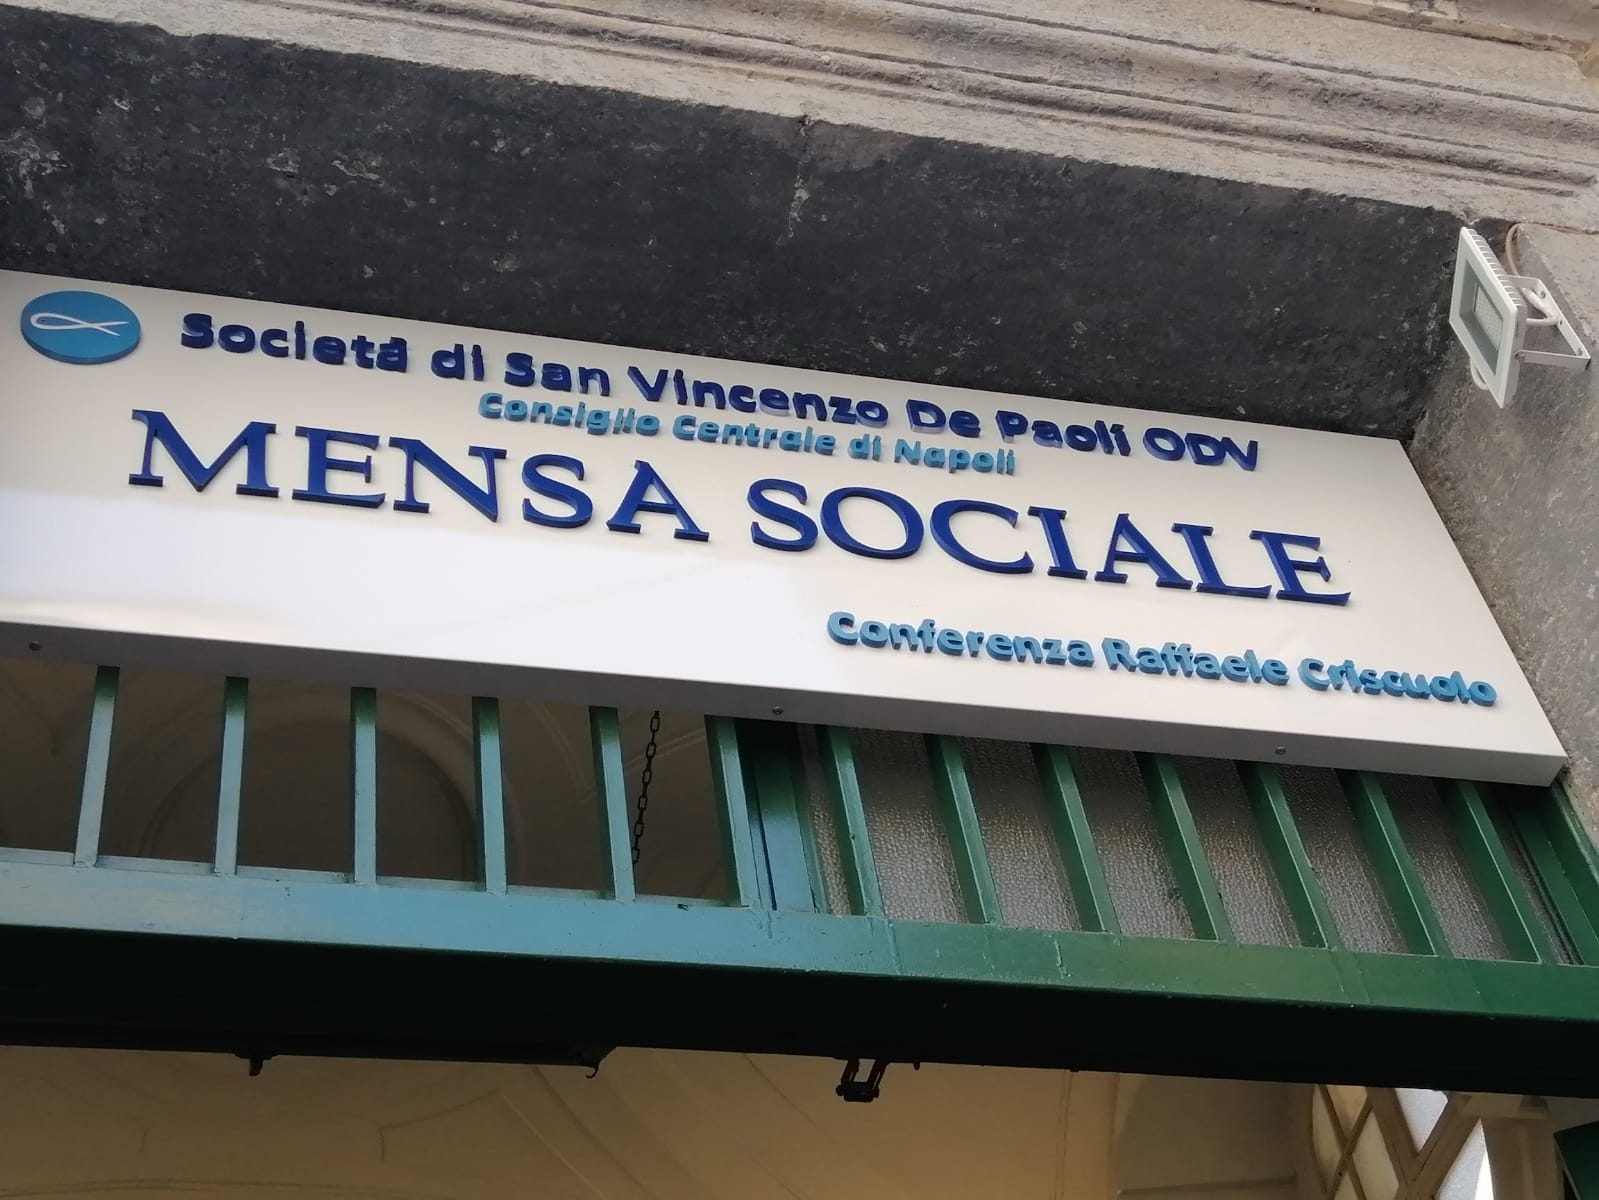 Società di San Vincenzo De Paoli ODV
Consiglio Centrale di Napoli
MENSA SOCIALE
Conferenza Raffaele Criscuolo